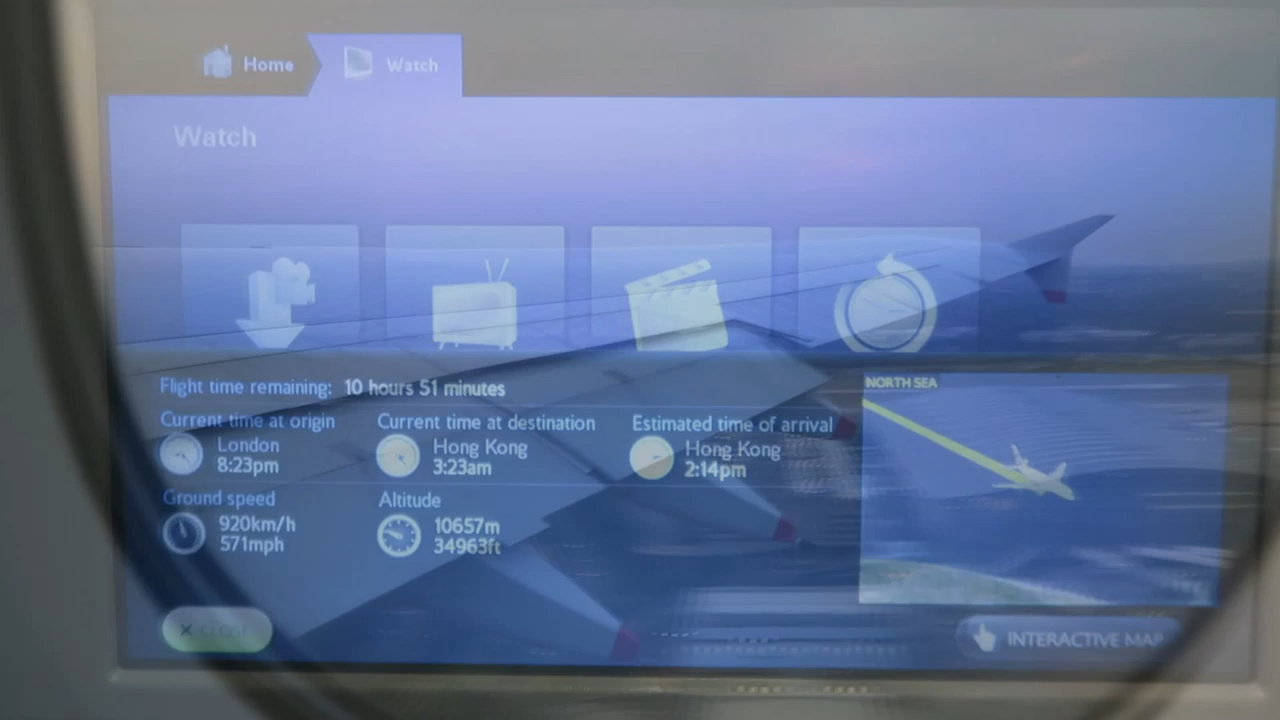 Home
Watch
Watch
Flight time remaining: 10 hours 51 minutes
Current time at origin
London
8:23pm
Current time at destination
Hong Kong
3:23am
Estimated time of arrival
Hong Kong
2:14pm
Ground speed
920km/h
571mph
Altitude
10657m
34963ft
NORTH SEA
CLOSE
INTERACTIVE MAP